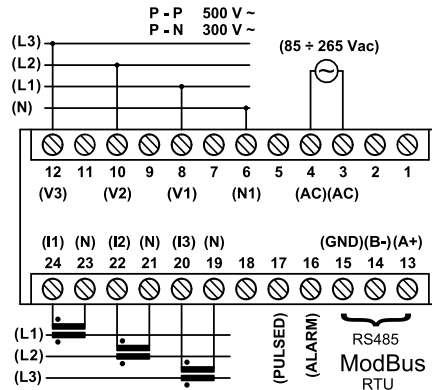 P - P 500 V ~
P - N 300 V ~
(L3)
(L2)
(L1)
(N)
(85 ÷ 265 Vac)
12 11 10 9 8 7 6 5 4 3 2 1
(V3) (V2) (V1) (N1) (AC)(AC)
(I1) (N) (I2) (N) (I3) (N) (GND)(B-)(A+)
24 23 22 21 20 19 18 17 16 15 14 13
(L1)
(L2)
(L3)
(PULSED)
(ALARM)
RS485
ModBus
RTU